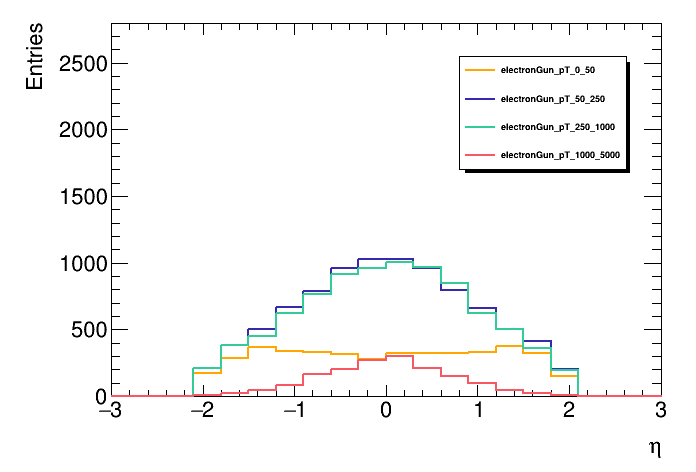 Entries
2500
2000
1500
1000
500
0
−3 −2 −1 0 1 2 3
η
electronGun_pT_0_50
electronGun_pT_50_250
electronGun_pT_250_1000
electronGun_pT_1000_5000